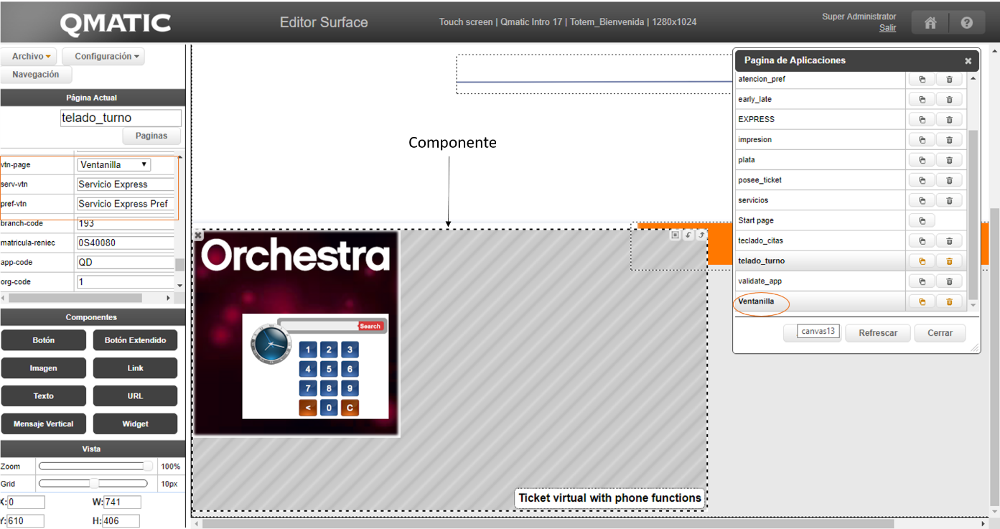 QMATIC
Editor Surface
Touch screen | Qmatic Intro 17 | Totem_Bienvenida | 1280x1024
Super Administrator
Salir
Archivo
Configuración
Navegación
Página Actual
telado_turno
Paginas
vtn-page
Ventanilla
serv-vtn
Servicio Express
pref-vtn
Servicio Express Pref
branch-code
193
matricula-reniec
0S40080
app-code
QD
org-code
1
Componentes
Botón
Botón Extendido
Imagen
Link
Texto
URL
Mensaje Vertical
Widget
Vista
Zoom
100%
Grid
10px
X:0
W:741
Y:610
H:406
Componente
Orchestra
Search
1 2 3
4 5 6
7 8 9
< 0 C
Ticket virtual with phone functions
Pagina de Aplicaciones
atencion_pref
early_late
EXPRESS
impresion
plata
posee_ticket
servicios
Start page
teclado_citas
telado_turno
validate_app
Ventanilla
canvas13
Refrescar
Cerrar